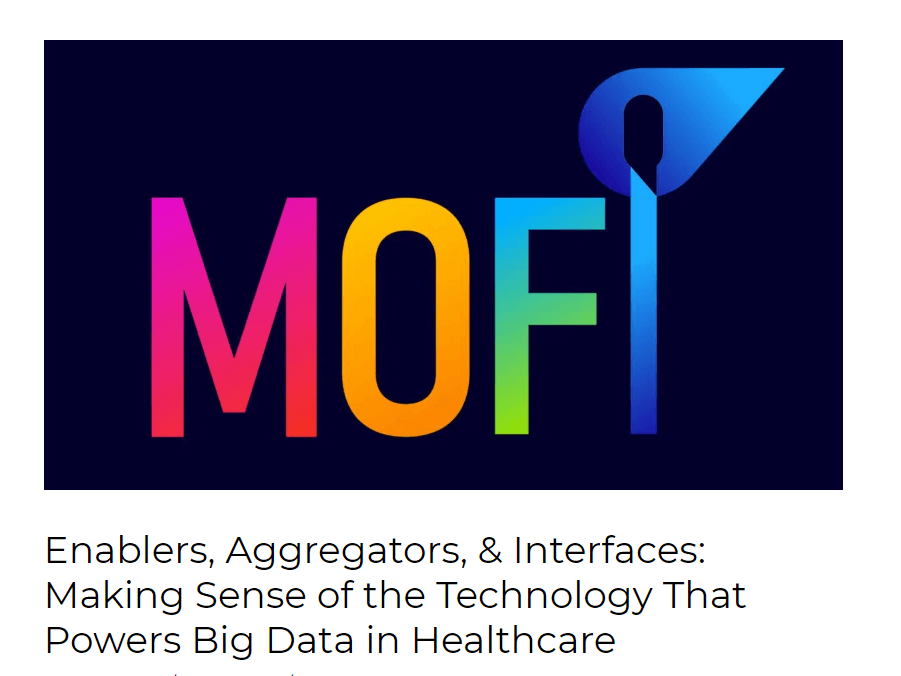 MOFI
Enablers, Aggregators, & Interfaces:
Making Sense of the Technology That
Powers Big Data in Healthcare